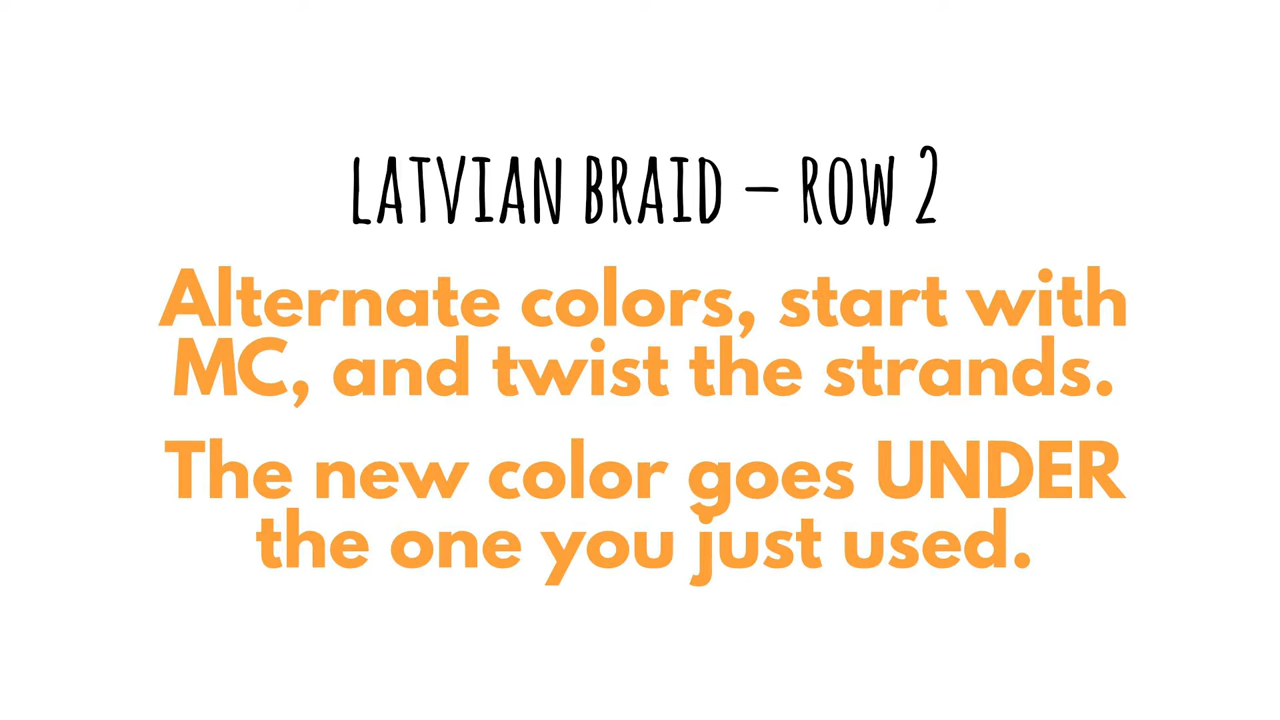 LATVIAN BRAID – ROW 2
Alternate colors, start with
MC, and twist the strands.
The new color goes UNDER
the one you just used.